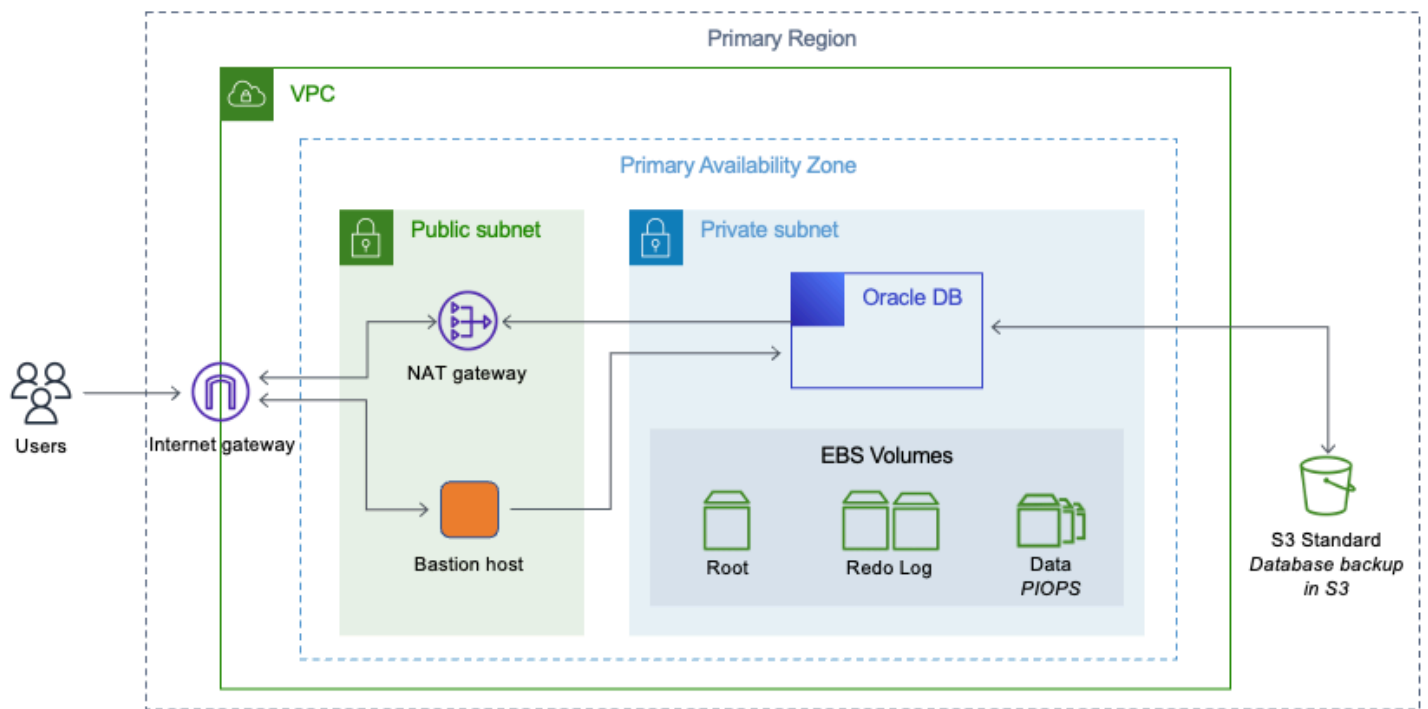 Primary Region
VPC
Primary Availability Zone
Public subnet
Private subnet
Oracle DB
NAT gateway
Users
Internet gateway
EBS Volumes
Bastion host
Root
Redo Log
Data
PIOPS
S3 Standard
Database backup
in S3